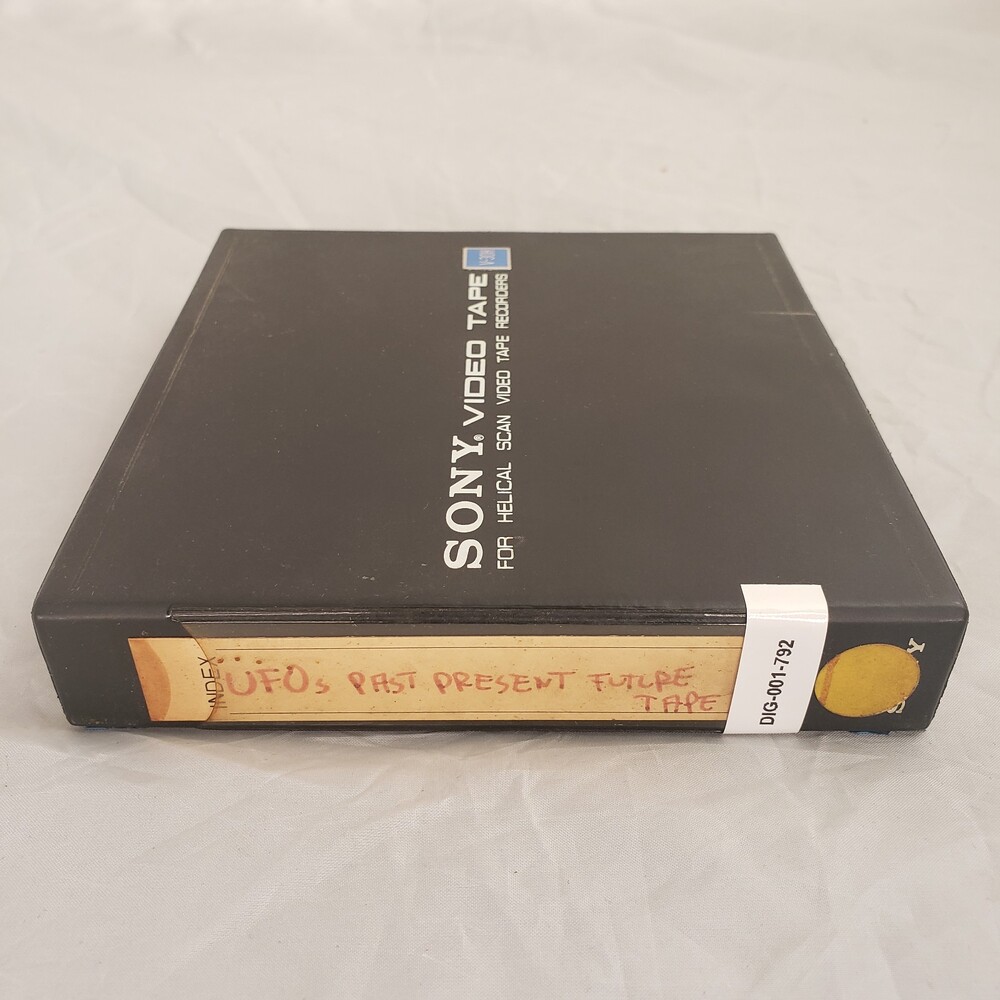 SONY® VIDEO TAPE
FOR HELICAL SCAN VIDEO TAPE RECORDERS
INDEX
UFOs PAST PRESENT FUTURE
TAPE
DIG-001-792